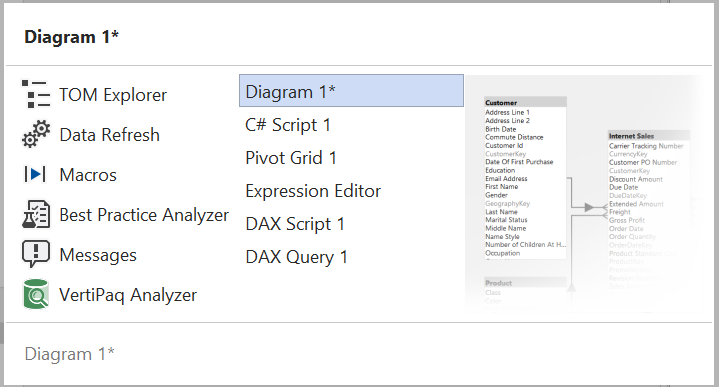 Diagram 1*
TOM Explorer
Data Refresh
Macros
Best Practice Analyzer
Messages
VertiPaq Analyzer
Diagram 1*
C# Script 1
Pivot Grid 1
Expression Editor
DAX Script 1
DAX Query 1
Customer
Address Line 1
Address Line 2
Birth Date
Commute Distance
Customer Id
CustomerKey
Date Of First Purchase
Education
Email Address
First Name
Gender
GeographyKey
Last Name
Marital Status
Middle Name
Name Style
Number of Children At H...
Occupation
Internet Sales
Carrier Tracking Number
CurrencyKey
Customer PO Number
CustomerKey
Discount Amount
Due Date
DueDateKey
Extended Amount
Freight
Gross Profit
Order Date
Order Quantity
OrderDateKey
Product Standard
Product
Class
Color
Diagram 1*